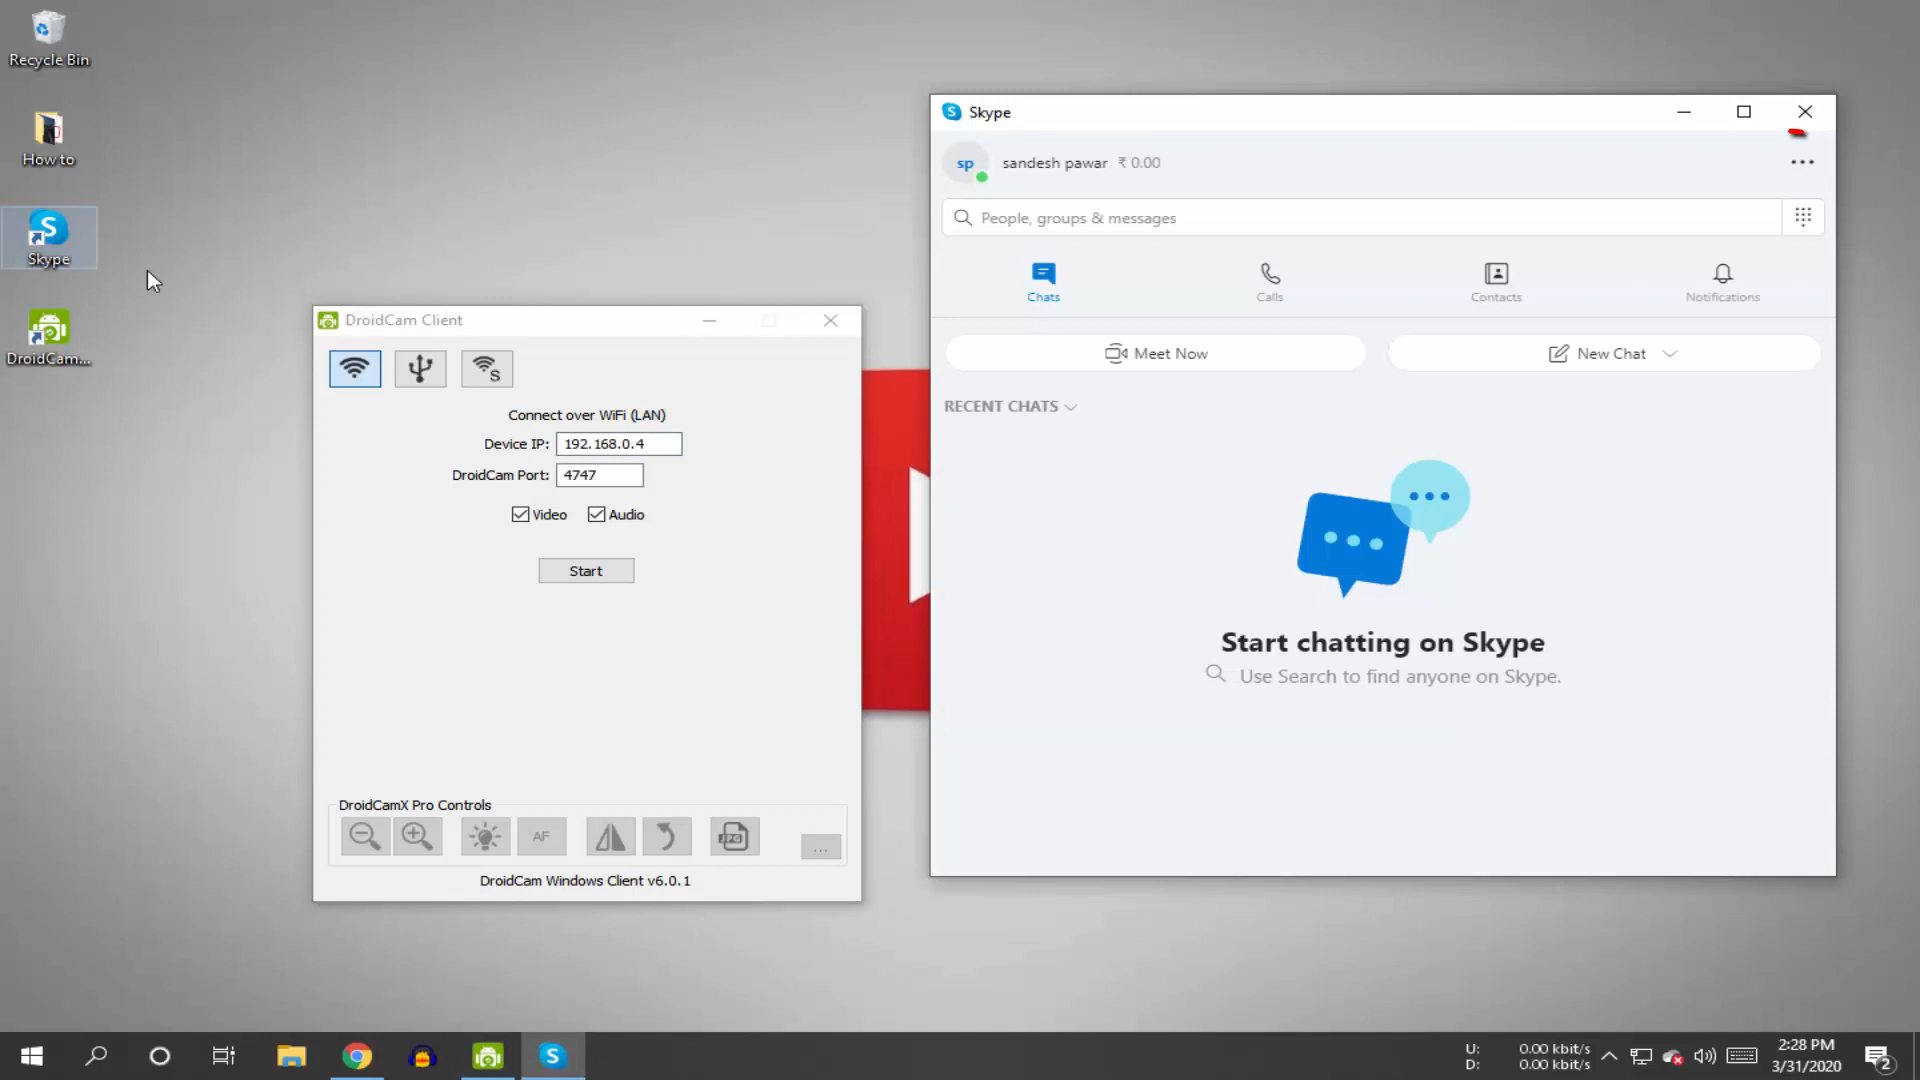 Recycle Bin
How to
Skype
DroidCam...
DroidCam Client
Connect over WiFi (LAN)
Device IP: 192.168.0.4
DroidCam Port: 4747
Video Audio
Start
DroidCamX Pro Controls
AF
JPG
...
DroidCam Windows Client v6.0.1
Skype
sp sandesh pawar ₹ 0.00
People, groups & messages
Chats Calls Contacts Notifications
Meet Now New Chat
RECENT CHATS
Start chatting on Skype
Use Search to find anyone on Skype.
U: 0.00 kbit/s
D: 0.00 kbit/s
2:28 PM
3/31/2020
2